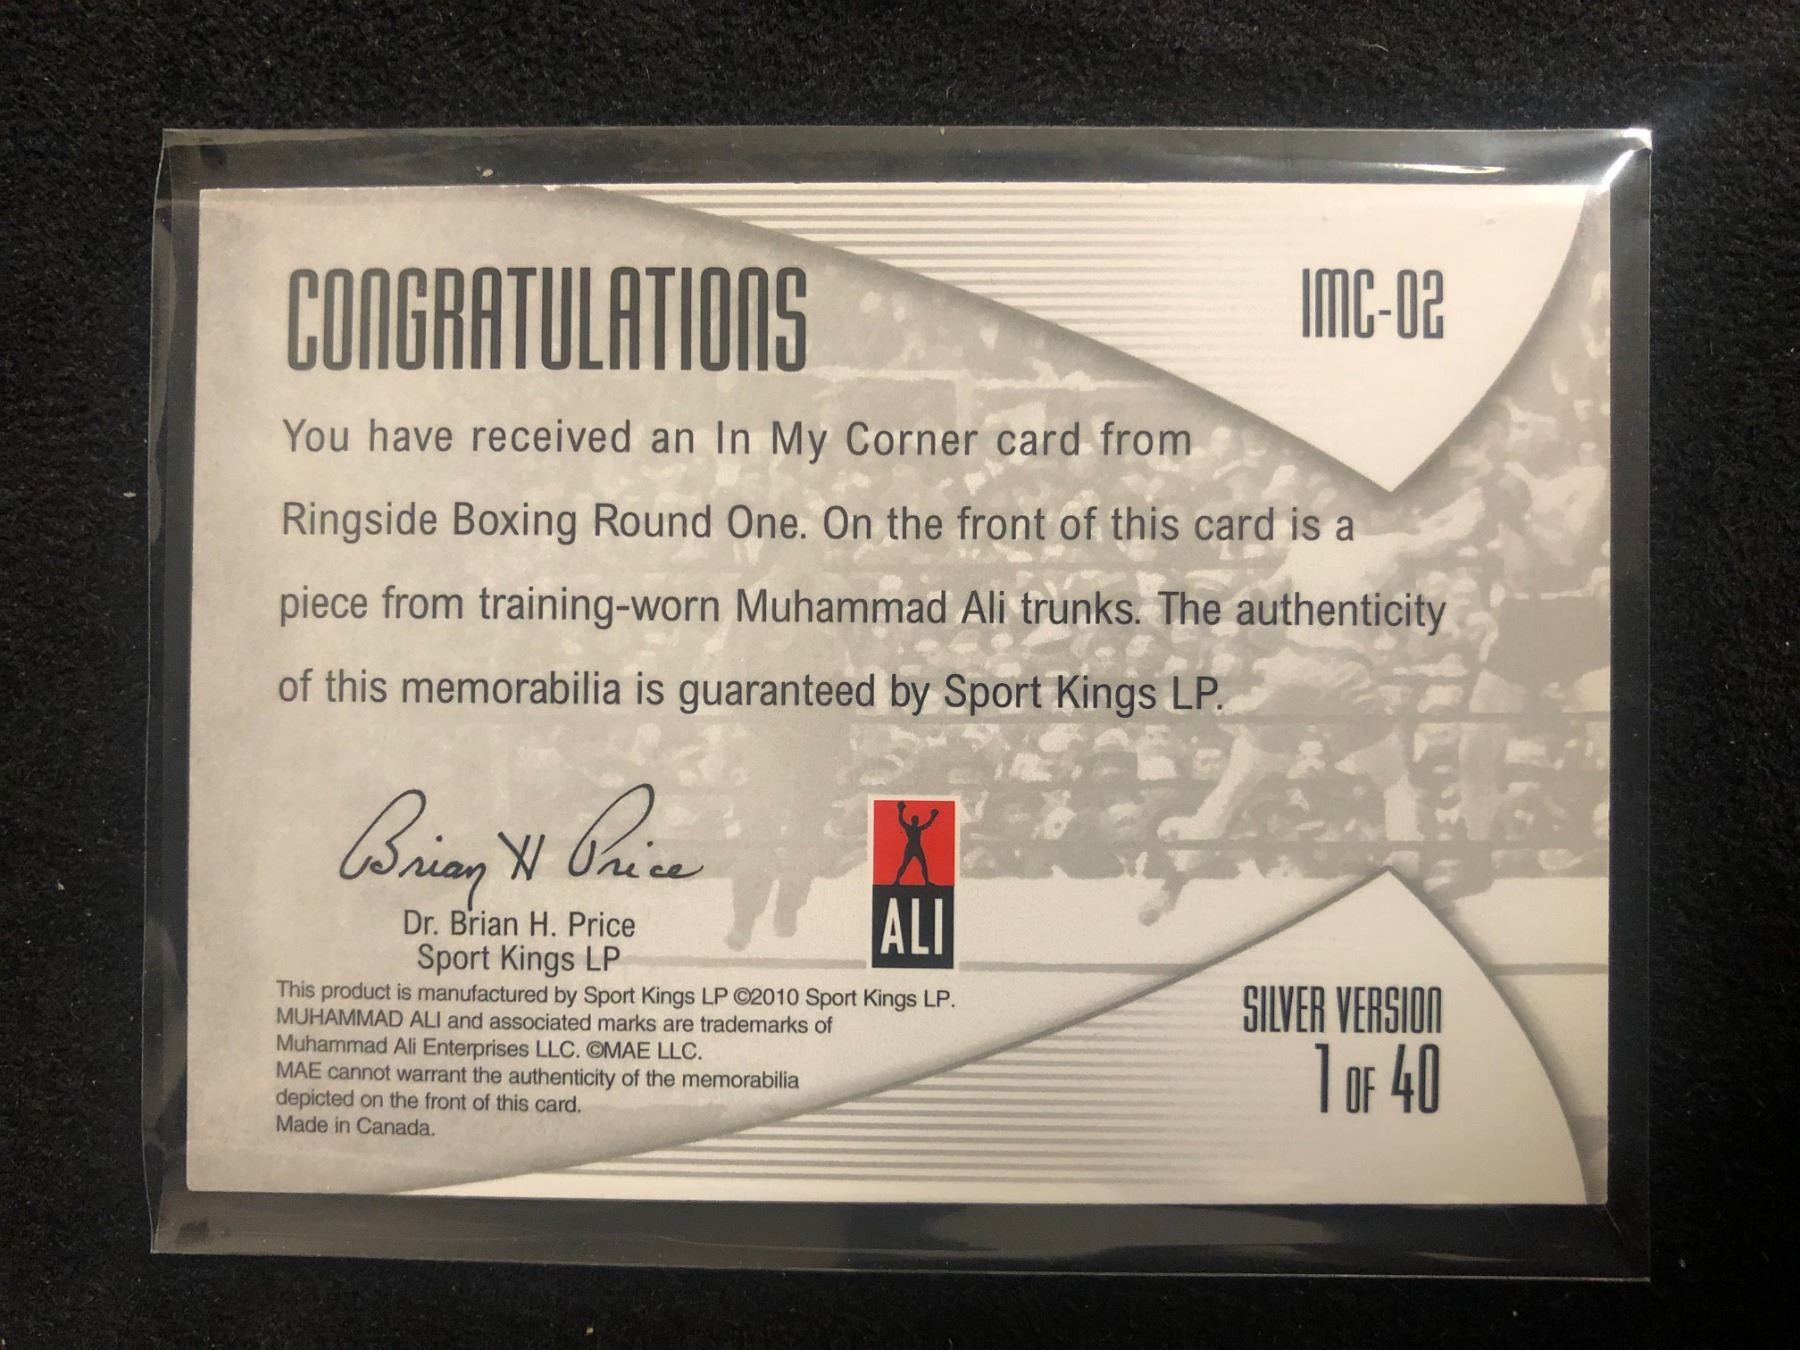 CONGRATULATIONS
IMC-02
You have received an In My Corner card from
Ringside Boxing Round One. On the front of this card is a
piece from training-worn Muhammad Ali trunks. The authenticity
of this memorabilia is guaranteed by Sport Kings LP.
Brian H Price
Dr. Brian H. Price
Sport Kings LP
ALI
This product is manufactured by Sport Kings LP ©2010 Sport Kings LP.
MUHAMMAD ALI and associated marks are trademarks of
Muhammad Ali Enterprises LLC. ©MAE LLC.
MAE cannot warrant the authenticity of the memorabilia
depicted on the front of this card.
Made in Canada.
SILVER VERSION
1 OF 40